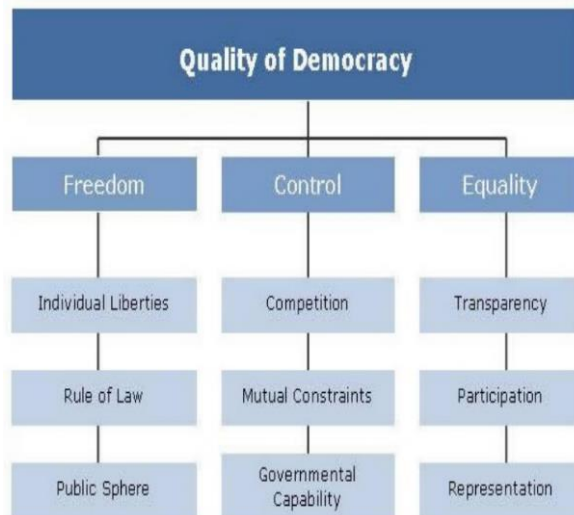 Quality of Democracy
Freedom
Control
Equality
Individual Liberties
Competition
Transparency
Rule of Law
Mutual Constraints
Participation
Public Sphere
Governmental
Capability
Representation